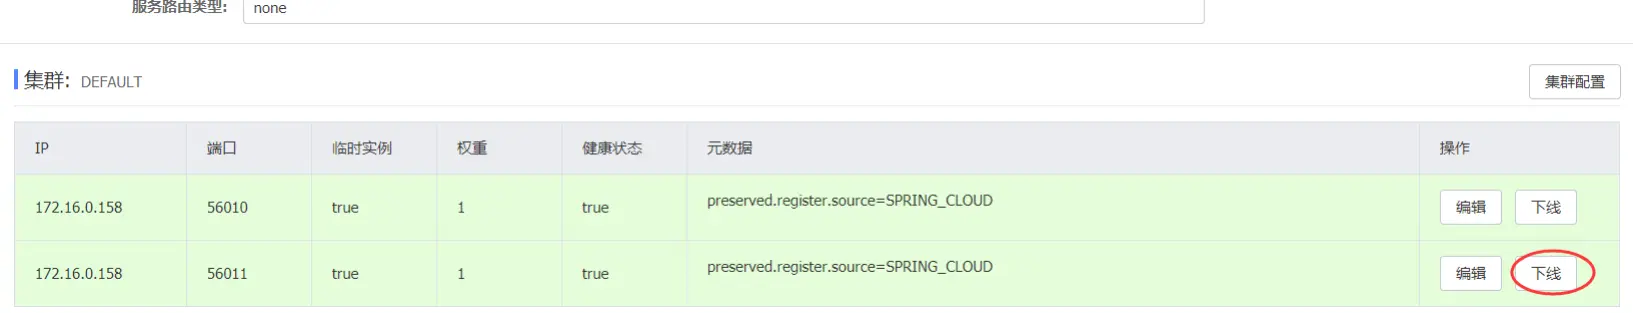 服务路由类型: none
集群: DEFAULT 集群配置
IP 端口 临时实例 权重 健康状态 元数据 操作
172.16.0.158 56010 true 1 true preserved.register.source=SPRING_CLOUD 编辑 下线
172.16.0.158 56011 true 1 true preserved.register.source=SPRING_CLOUD 编辑 下线